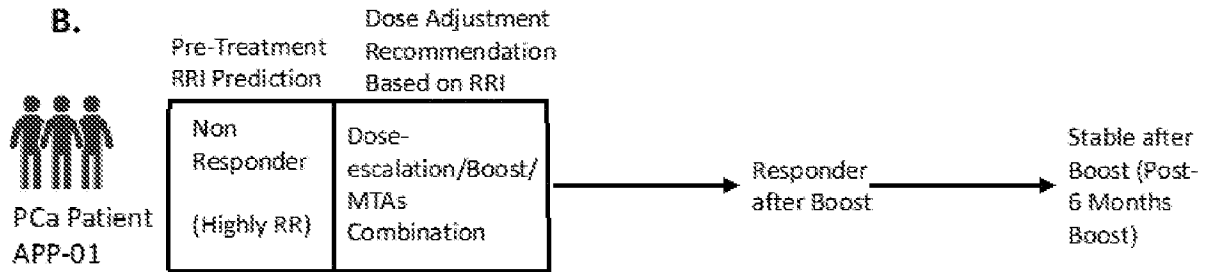 B.
Pre-Treatment
RRI Prediction
Dose Adjustment
Recommendation
Based on RRI
PCa Patient
APP-01
Non
Responder
(Highly RR)
Dose-
escalation/Boost/
MTAs
Combination
Responder
after Boost
Stable after
Boost (Post-
6 Months
Boost)